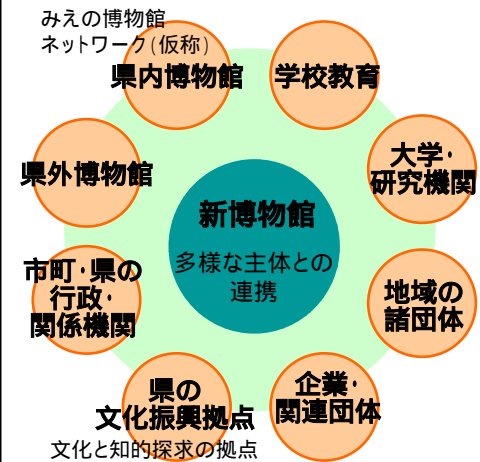 みえの博物館
ネットワーク(仮称)
県内博物館
学校教育
県外博物館
大学・
研究機関
新博物館
多様な主体との
連携
市町・県の
行政・
関係機関
地域の
諸団体
県の
文化振興拠点
企業・
関連団体
文化と知的探求の拠点